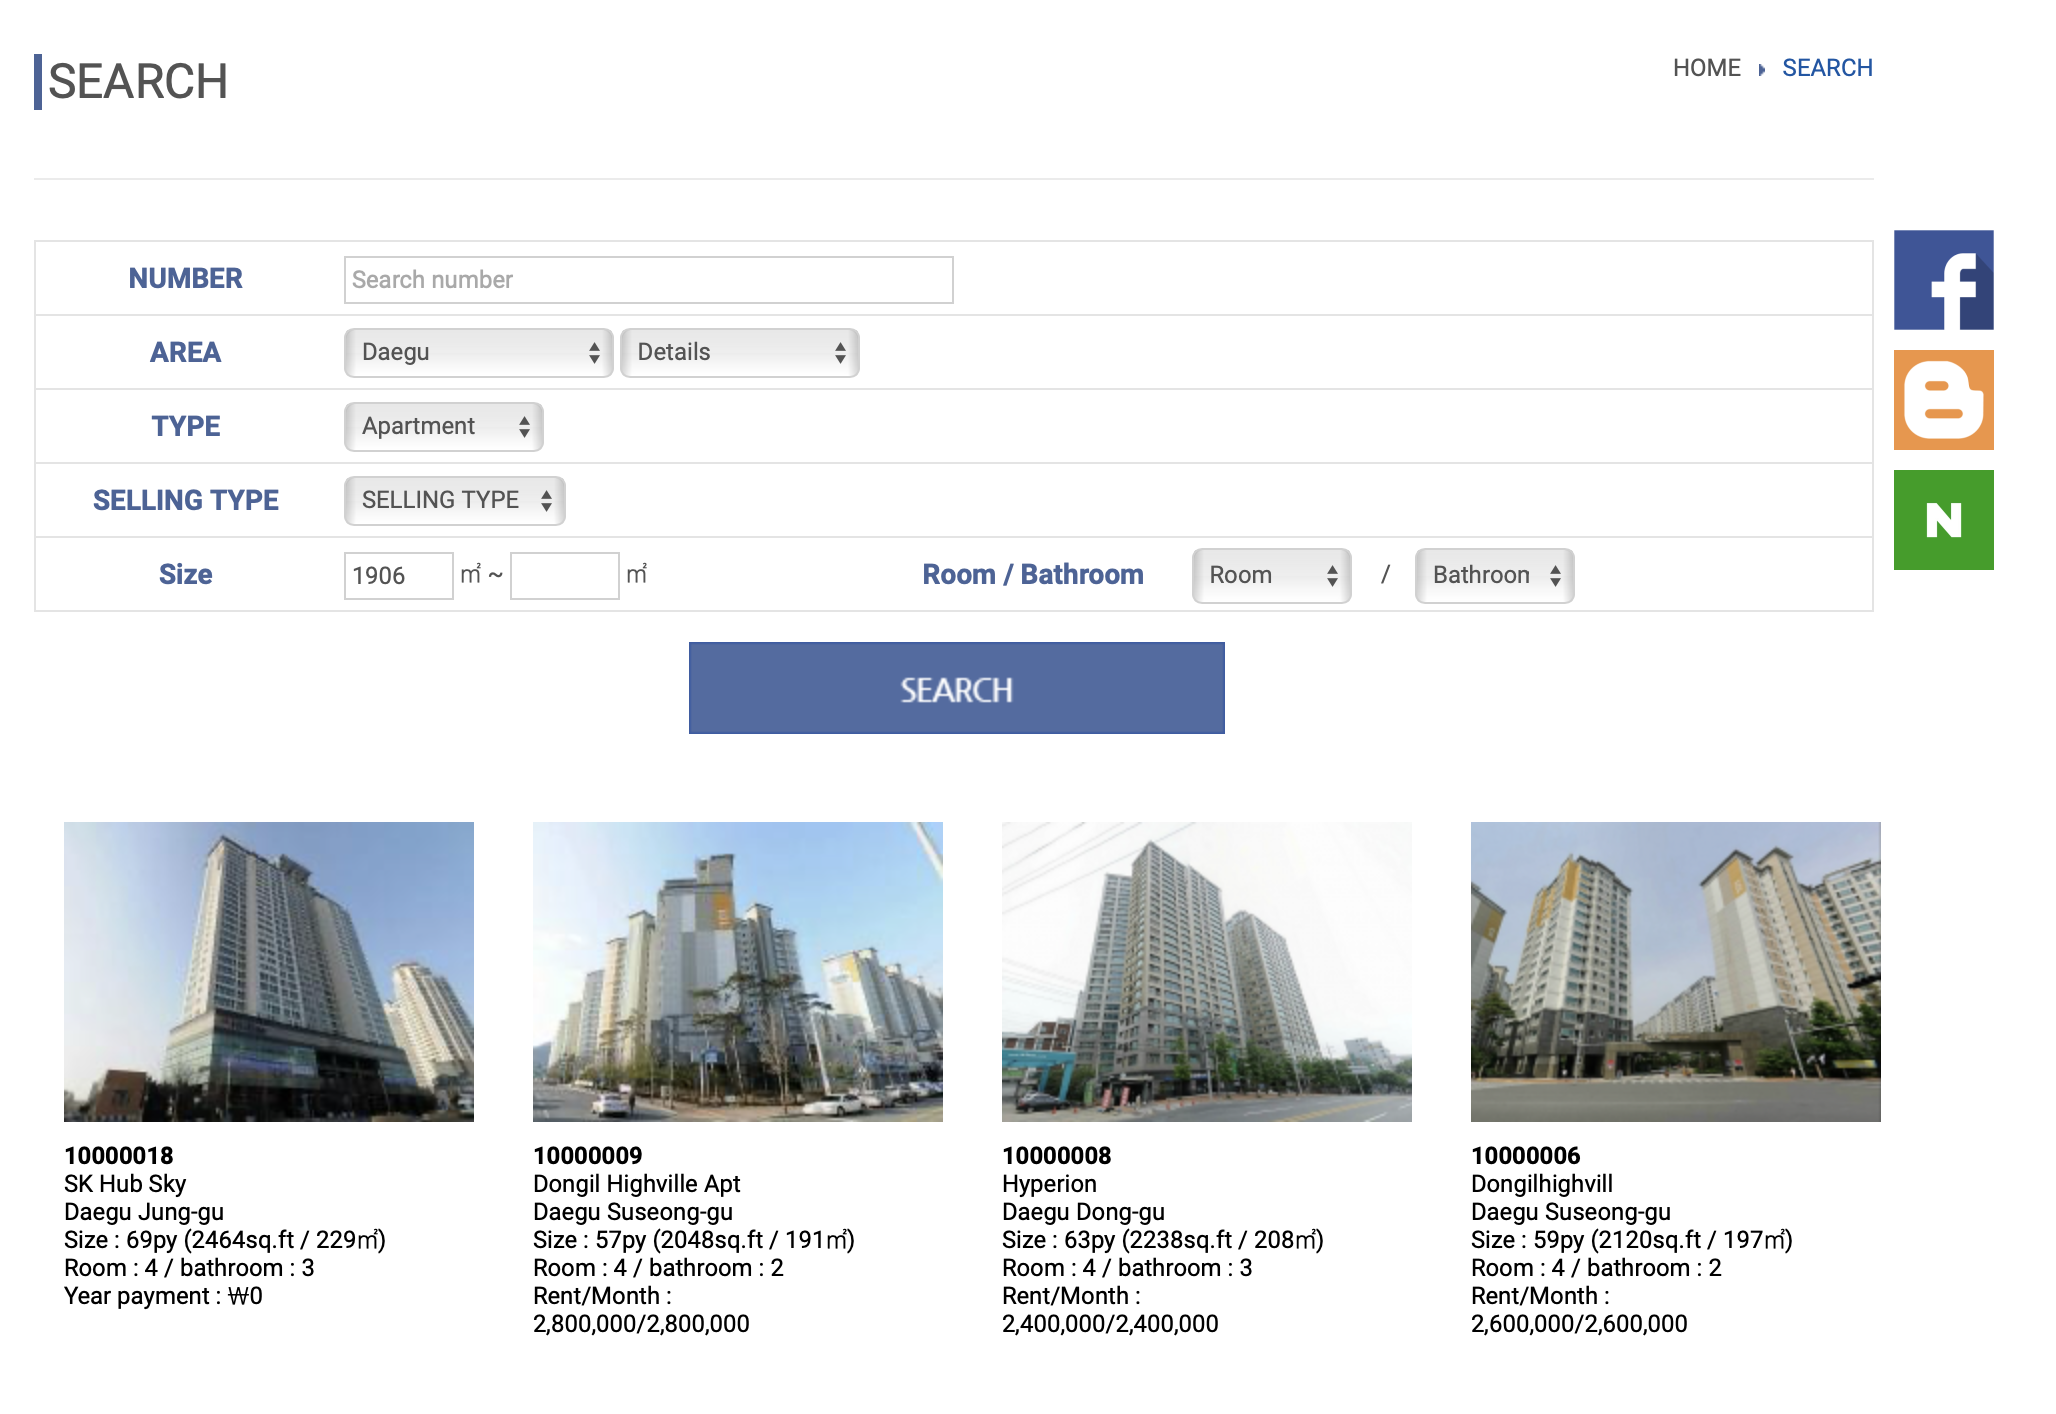 SEARCH
HOME SEARCH
NUMBER Search number
AREA Daegu Details
TYPE Apartment
SELLING TYPE SELLING TYPE
Size 1906 ㎡ ~ ㎡ Room / Bathroom Room / Bathroon
SEARCH
10000018
SK Hub Sky
Daegu Jung-gu
Size : 69py (2464sq.ft / 229㎡)
Room : 4 / bathroom : 3
Year payment : ₩0
10000009
Dongil Highville Apt
Daegu Suseong-gu
Size : 57py (2048sq.ft / 191㎡)
Room : 4 / bathroom : 2
Rent/Month :
2,800,000/2,800,000
10000008
Hyperion
Daegu Dong-gu
Size : 63py (2238sq.ft / 208㎡)
Room : 4 / bathroom : 3
Rent/Month :
2,400,000/2,400,000
10000006
Dongilhighvill
Daegu Suseong-gu
Size : 59py (2120sq.ft / 197㎡)
Room : 4 / bathroom : 2
Rent/Month :
2,600,000/2,600,000
f
B
N